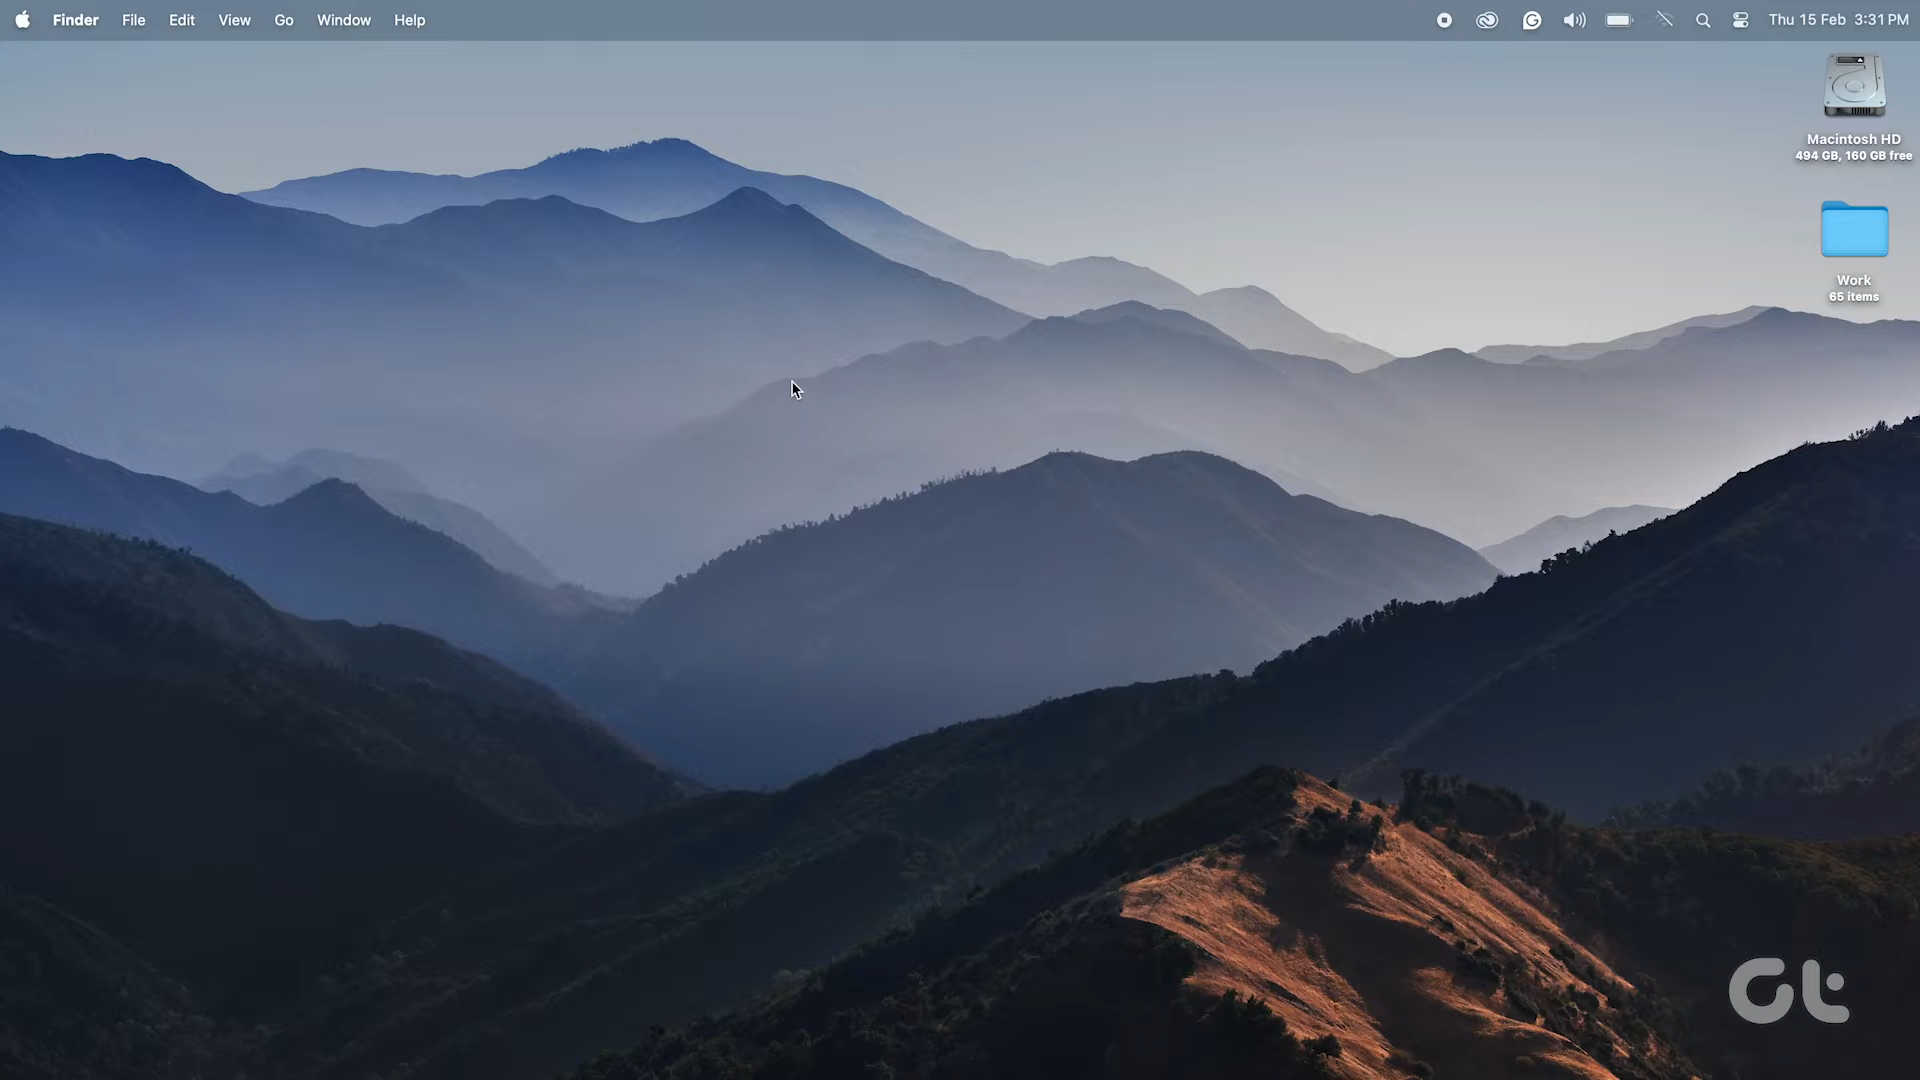 Finder File Edit View Go Window Help Thu 15 Feb 3:31 PM
Macintosh HD
494 GB, 160 GB free
Work
65 items
Gt